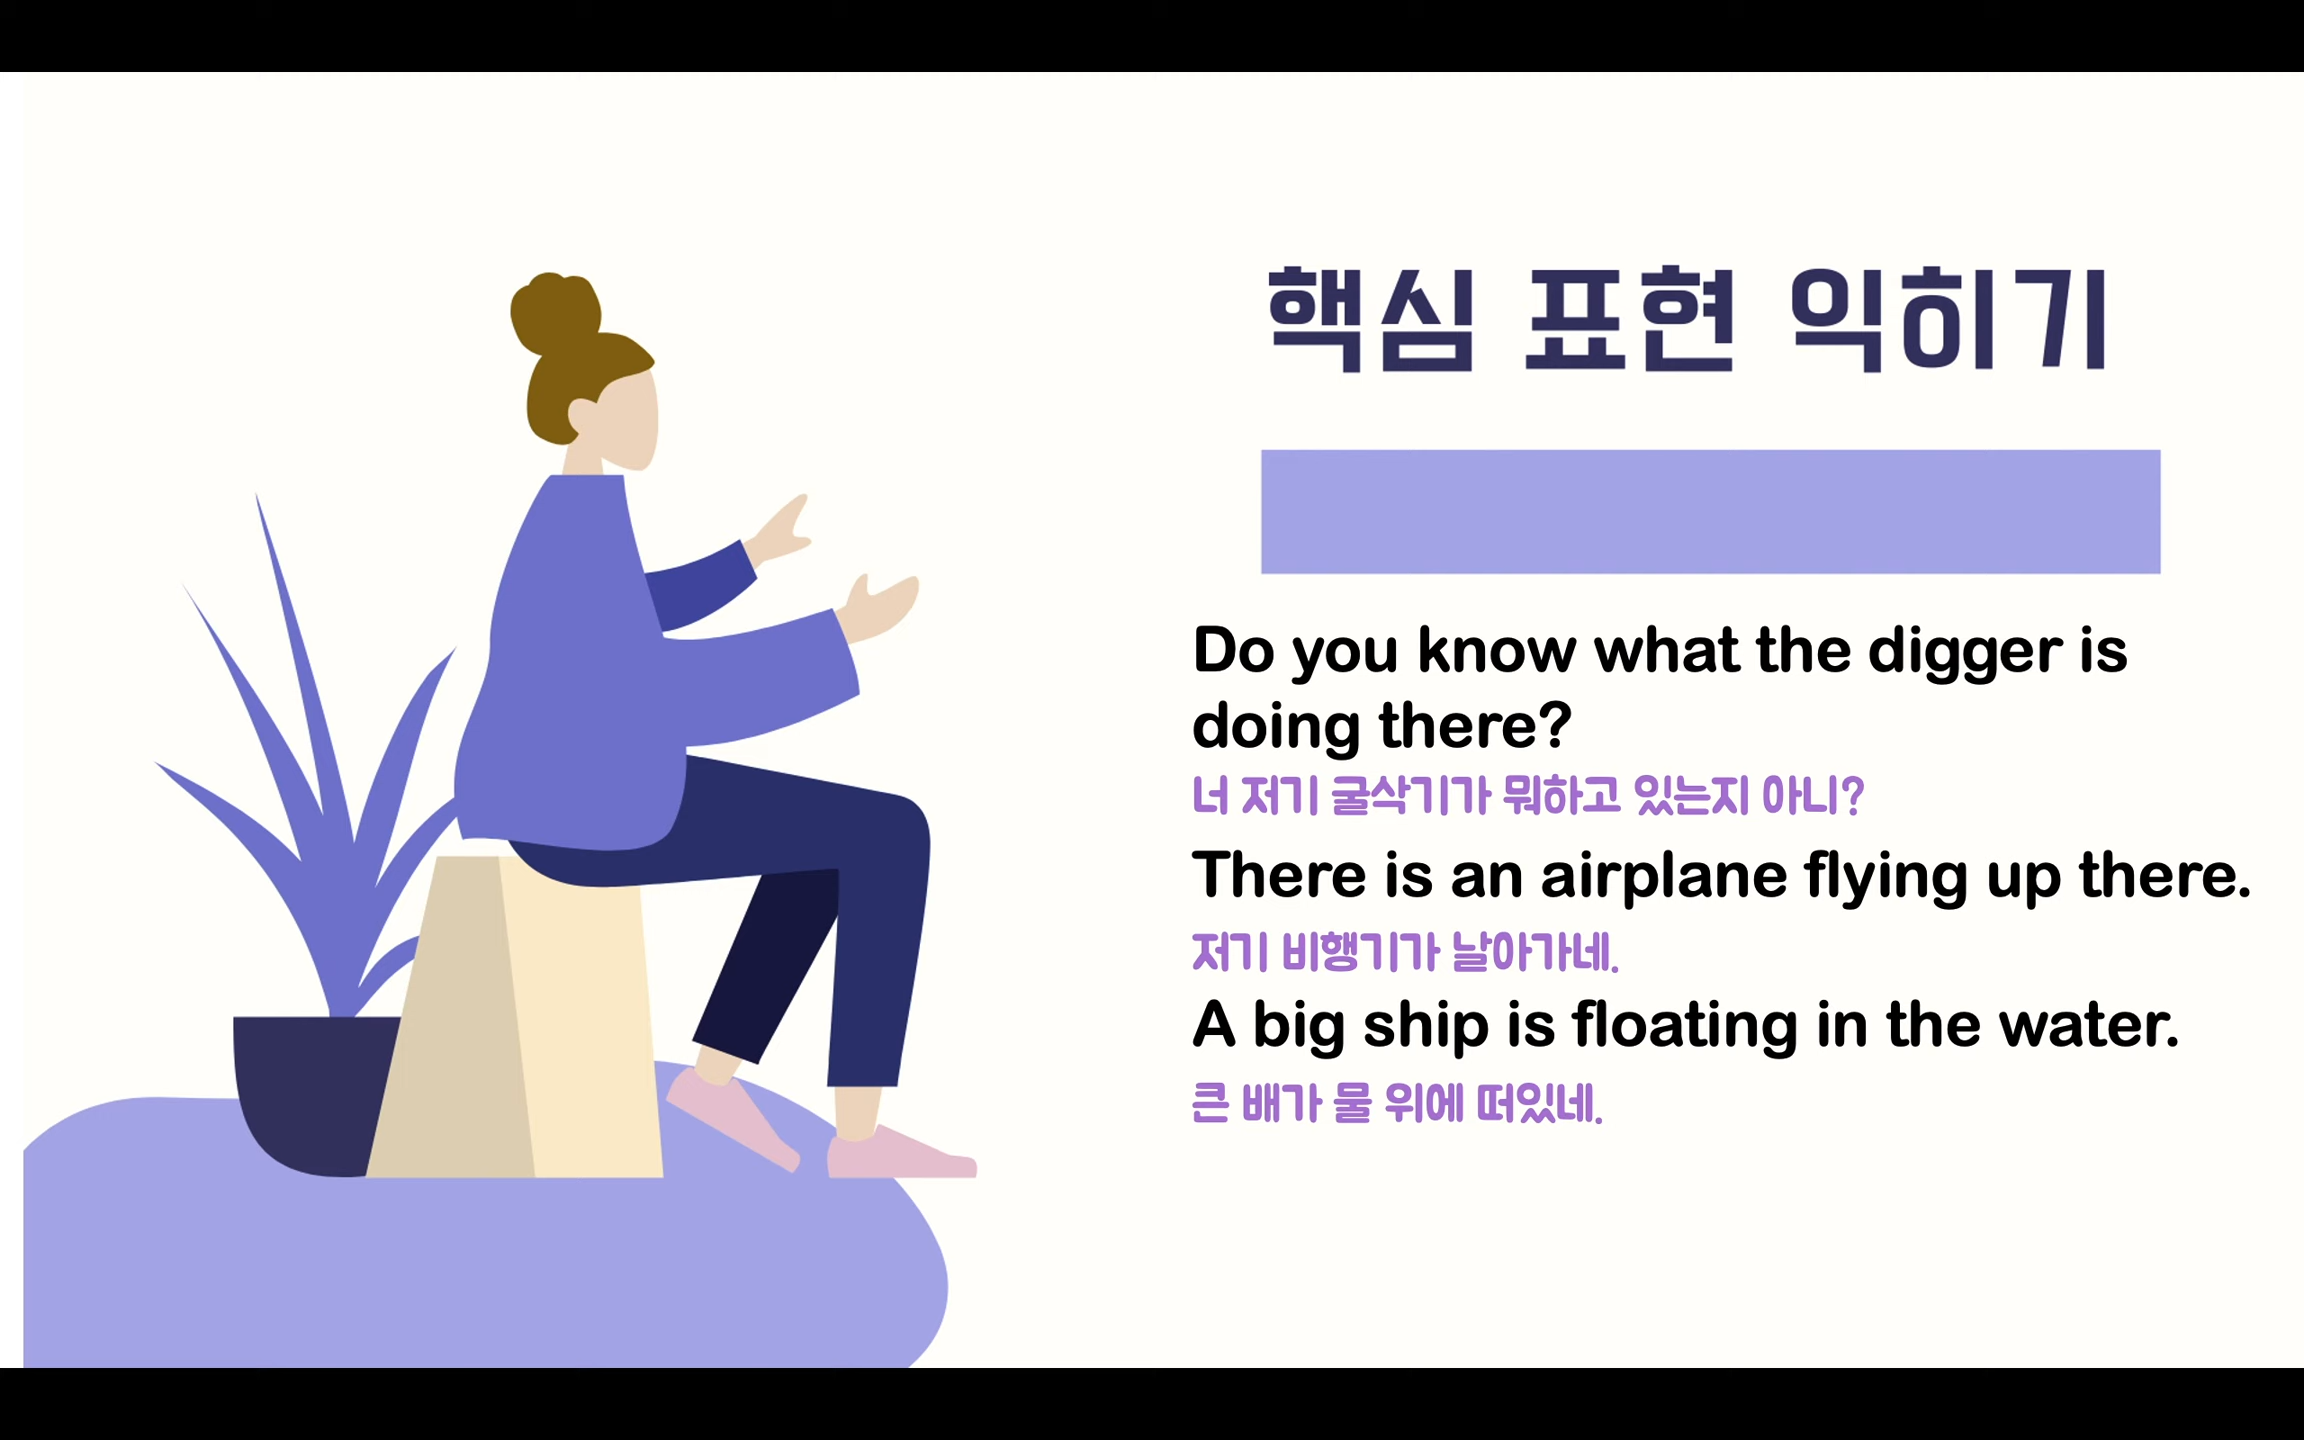 핵심 표현 익히기
Do you know what the digger is
doing there?
너 저기 굴삭기가 뭐하고 있는지 아니?
There is an airplane flying up there.
저기 비행기가 날아가네.
A big ship is floating in the water.
큰 배가 물 위에 떠있네.